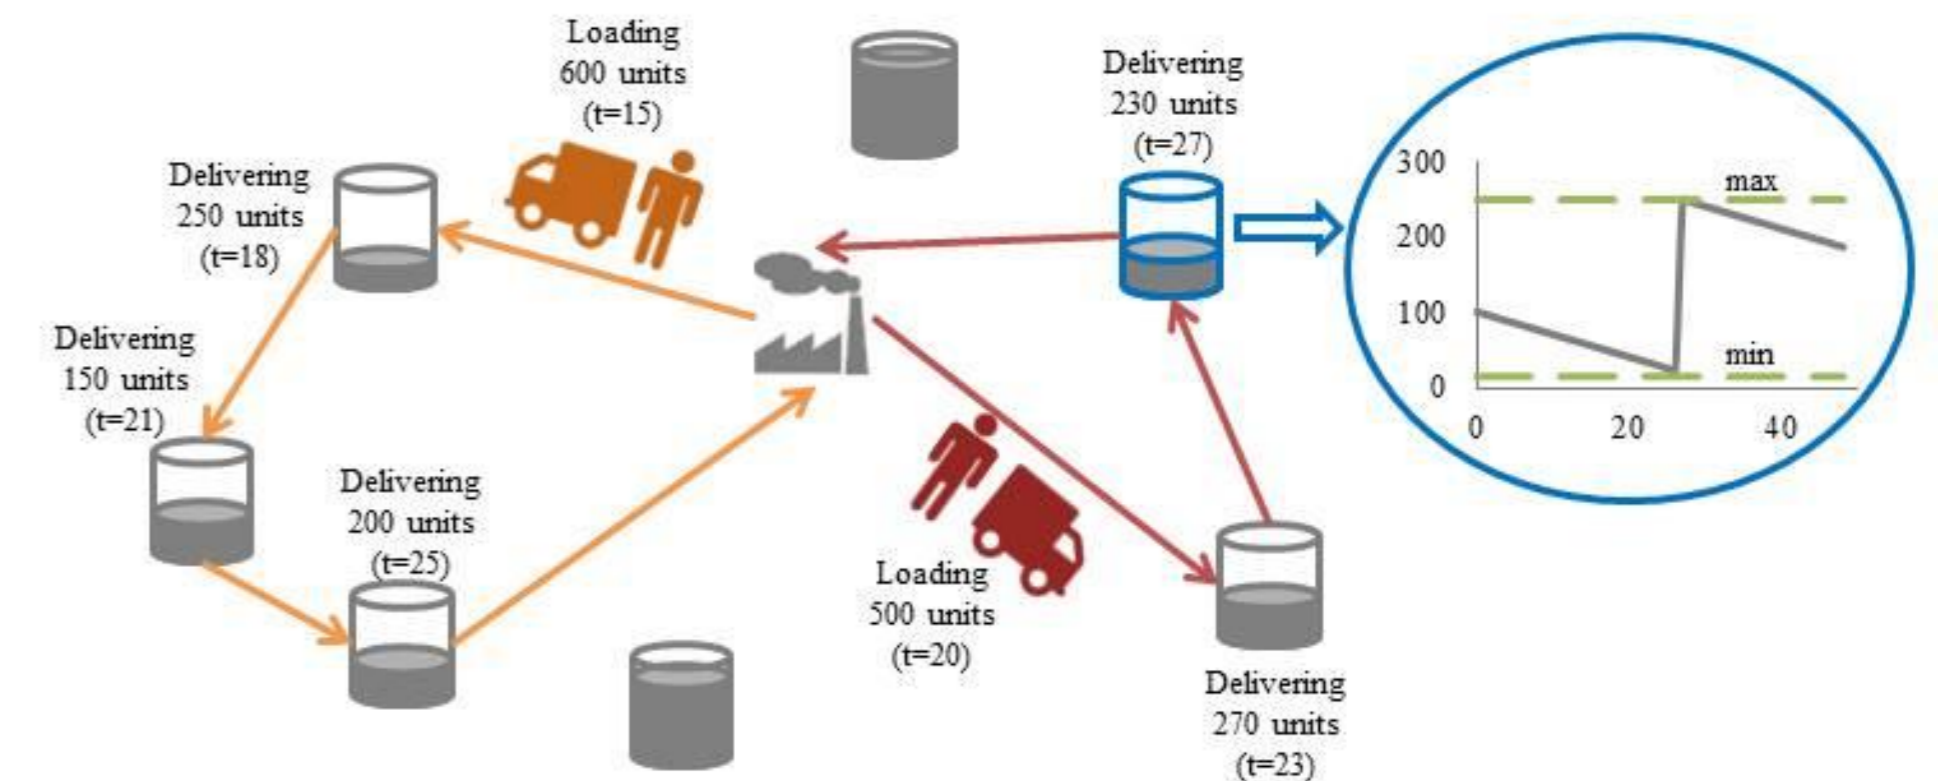 Loading
600 units
(t=15)
Delivering
250 units
(t=18)
Delivering
150 units
(t=21)
Delivering
200 units
(t=25)
Loading
500 units
(t=20)
Delivering
270 units
(t=23)
Delivering
230 units
(t=27)
300
200
100
0
max
min
0 20 40